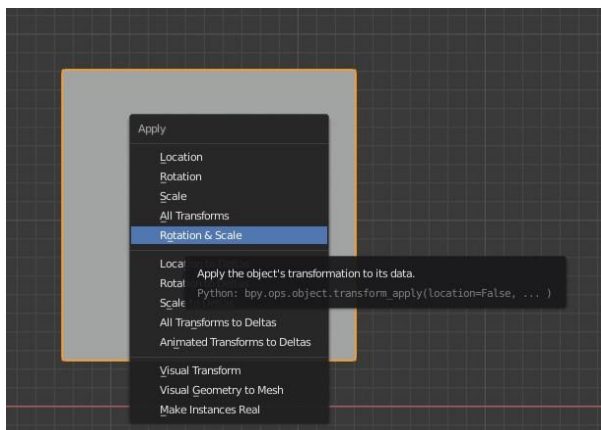 Apply
Location
Rotation
Scale
All Transforms
Rotation & Scale
Apply the object's transformation to its data.
Python: bpy.ops.object.transform_apply(location=False, ... )
All Transforms to Deltas
Animated Transforms to Deltas
Visual Transform
Visual Geometry to Mesh
Make Instances Real